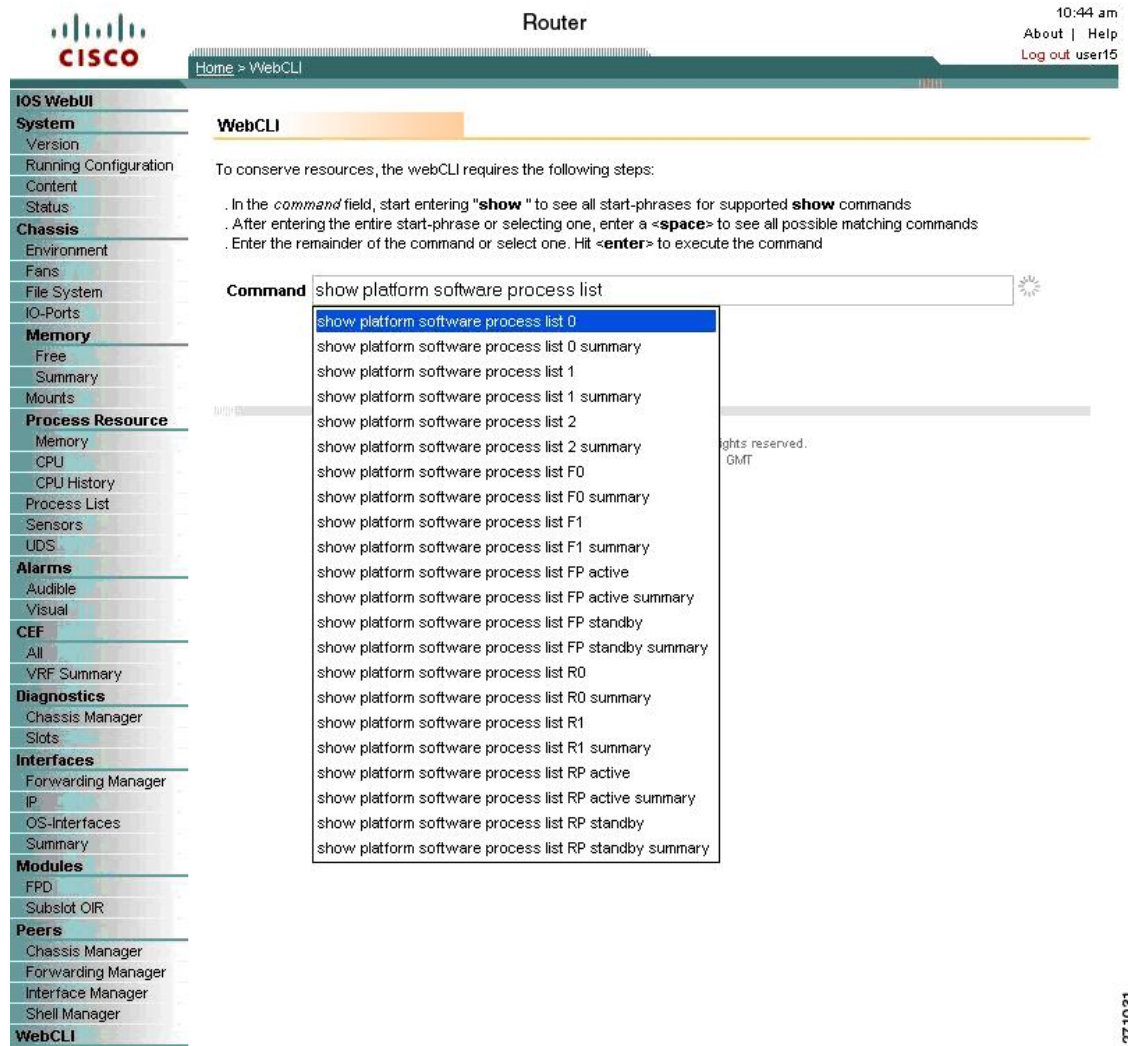 CISCO
Router
10:44 am
About | Help
Log out user15
Home > WebCLI
IOS WebUI
System
Version
Running Configuration
Content
Status
Chassis
Environment
Fans
File System
IO-Ports
Memory
Free
Summary
Mounts
Process Resource
Memory
CPU
CPU History
Process List
Sensors
UDS
Alarms
Audible
Visual
CEF
All
VRF Summary
Diagnostics
Chassis Manager
Slots
Interfaces
Forwarding Manager
IP
OS-Interfaces
Summary
Modules
FPD
Subslot OIR
Peers
Chassis Manager
Forwarding Manager
Interface Manager
Shell Manager
WebCLI
WebCLI
To conserve resources, the webCLI requires the following steps:
. In the command field, start entering "show " to see all start-phrases for supported show commands
. After entering the entire start-phrase or selecting one, enter a <space> to see all possible matching commands
. Enter the remainder of the command or select one. Hit <enter> to execute the command
Command show platform software process list
show platform software process list 0
show platform software process list 0 summary
show platform software process list 1
show platform software process list 1 summary
show platform software process list 2
show platform software process list 2 summary
show platform software process list F0
show platform software process list F0 summary
show platform software process list F1
show platform software process list F1 summary
show platform software process list FP active
show platform software process list FP active summary
show platform software process list FP standby
show platform software process list FP standby summary
show platform software process list R0
show platform software process list R0 summary
show platform software process list R1
show platform software process list R1 summary
show platform software process list RP active
show platform software process list RP active summary
show platform software process list RP standby
show platform software process list RP standby summary
reserved.
GMT
271031